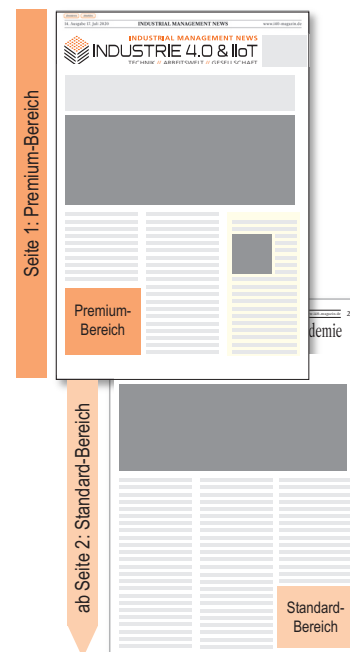 14. Ausgabe 17. Juli 2020 INDUSTRIAL MANAGEMENT NEWS
INDUSTRIAL MANAGEMENT NEWS
INDUSTRIE 4.0 & IIoT
TECHNIK // ARBEITSWELT // GESELLSCHAFT
Seite 1: Premium-Bereich
Premium-
Bereich
2
demie
ab Seite 2: Standard-Bereich
Standard-
Bereich